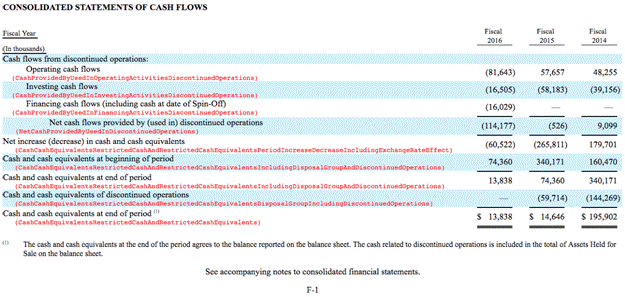 CONSOLIDATED STATEMENTS OF CASH FLOWS
Fiscal Year Fiscal 2016 Fiscal 2015 Fiscal 2014
(In thousands)
Cash flows from discontinued operations:
Operating cash flows (81,643) 57,657 48,255
(CashProvidedByUsedInOperatingActivitiesDiscontinuedOperations)
Investing cash flows (16,505) (58,183) (39,156)
(CashProvidedByUsedInInvestingActivitiesDiscontinuedOperations)
Financing cash flows (including cash at date of Spin-Off) (16,029) — —
(CashProvidedByUsedInFinancingActivitiesDiscontinuedOperations)
Net cash flows provided by (used in) discontinued operations (114,177) (526) 9,099
(NetCashProvidedByUsedInDiscontinuedOperations)
Net increase (decrease) in cash and cash equivalents (60,522) (265,811) 179,701
(CashCashEquivalentsRestrictedCashAndRestrictedCashEquivalentsPeriodIncreaseDecreaseIncludingExchangeRateEffect)
Cash and cash equivalents at beginning of period 74,360 340,171 160,470
(CashCashEquivalentsRestrictedCashAndRestrictedCashEquivalentsIncludingDisposalGroupAndDiscontinuedOperations)
Cash and cash equivalents at end of period 13,838 74,360 340,171
(CashCashEquivalentsRestrictedCashAndRestrictedCashEquivalentsIncludingDisposalGroupAndDiscontinuedOperations)
Cash and cash equivalents of discontinued operations — (59,714) (144,269)
(CashCashEquivalentsRestrictedCashAndRestrictedCashEquivalentsDisposalGroupIncludingDiscontinuedOperations)
Cash and cash equivalents at end of period (1) $ 13,838 $ 14,646 $ 195,902
(CashCashEquivalentsRestrictedCashAndRestrictedCashEquivalents)
(1) The cash and cash equivalents at the end of the period agrees to the balance reported on the balance sheet. The cash related to discontinued operations is included in the total of Assets Held for
Sale on the balance sheet.
See accompanying notes to consolidated financial statements.
F-1